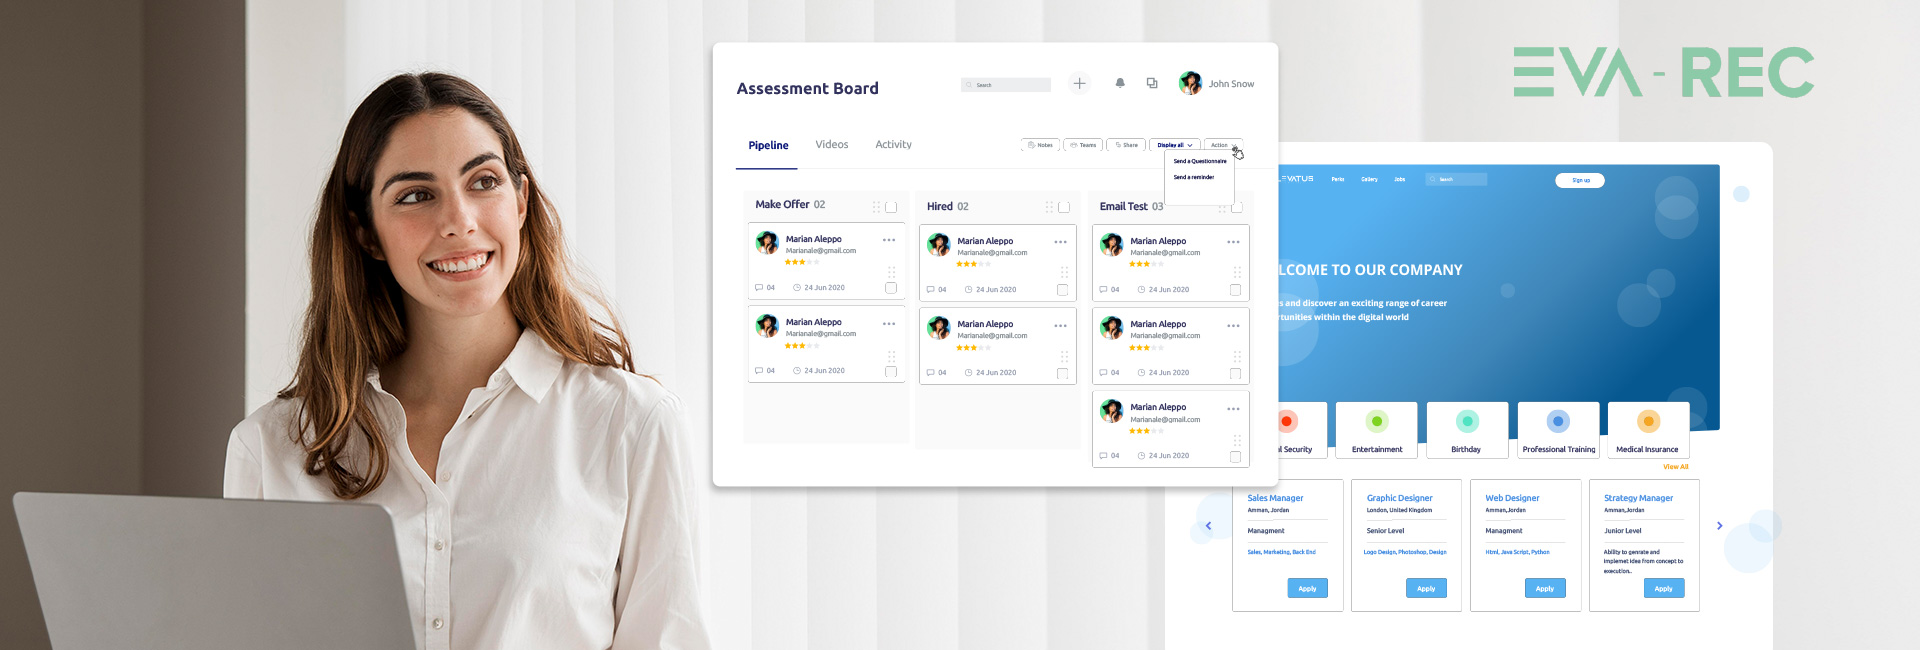 EVA-REC
Assessment Board
Search
John Snow
Pipeline
Videos
Activity
Notes
Teams
Share
Display all
Action
Send a Questionnaire
Send a reminder
Make Offer 02
Marian Aleppo
Marianale@gmail.com
04
24 Jun 2020
Marian Aleppo
Marianale@gmail.com
04
24 Jun 2020
Hired 02
Marian Aleppo
Marianale@gmail.com
04
24 Jun 2020
Marian Aleppo
Marianale@gmail.com
04
24 Jun 2020
Email Test 03
Marian Aleppo
Marianale@gmail.com
04
24 Jun 2020
Marian Aleppo
Marianale@gmail.com
04
24 Jun 2020
Marian Aleppo
Marianale@gmail.com
04
24 Jun 2020
LEVATUS
Perks
Gallery
Jobs
Search
Sign up
LCOME TO OUR COMPANY
s and discover an exciting range of career
rtunities within the digital world
l Security
Entertainment
Birthday
Professional Training
Medical Insurance
View All
Sales Manager
Amman, Jordan
Managment
Sales, Marketing, Back End
Apply
Graphic Designer
London, United Kingdom
Senior Level
Logo Design, Photoshop, Design
Apply
Web Designer
Amman,Jordan
Managment
Html, Java Script, Python
Apply
Strategy Manager
Amman,Jordan
Junior Level
Ability to genrate and
implemet idea from concept to
execution..
Apply